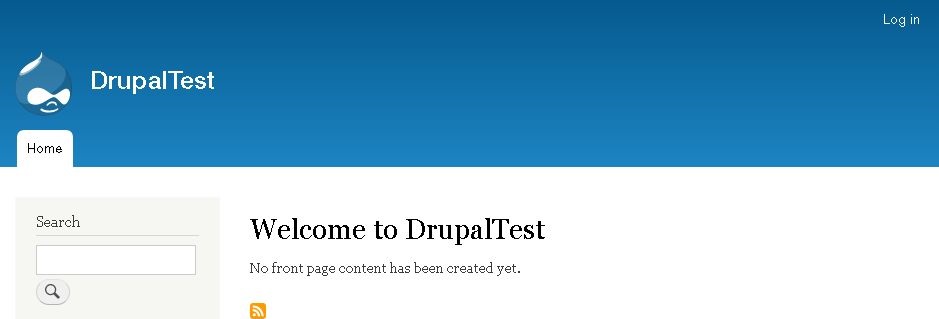 Log in
DrupalTest
Home
Search
Welcome to DrupalTest
No front page content has been created yet.